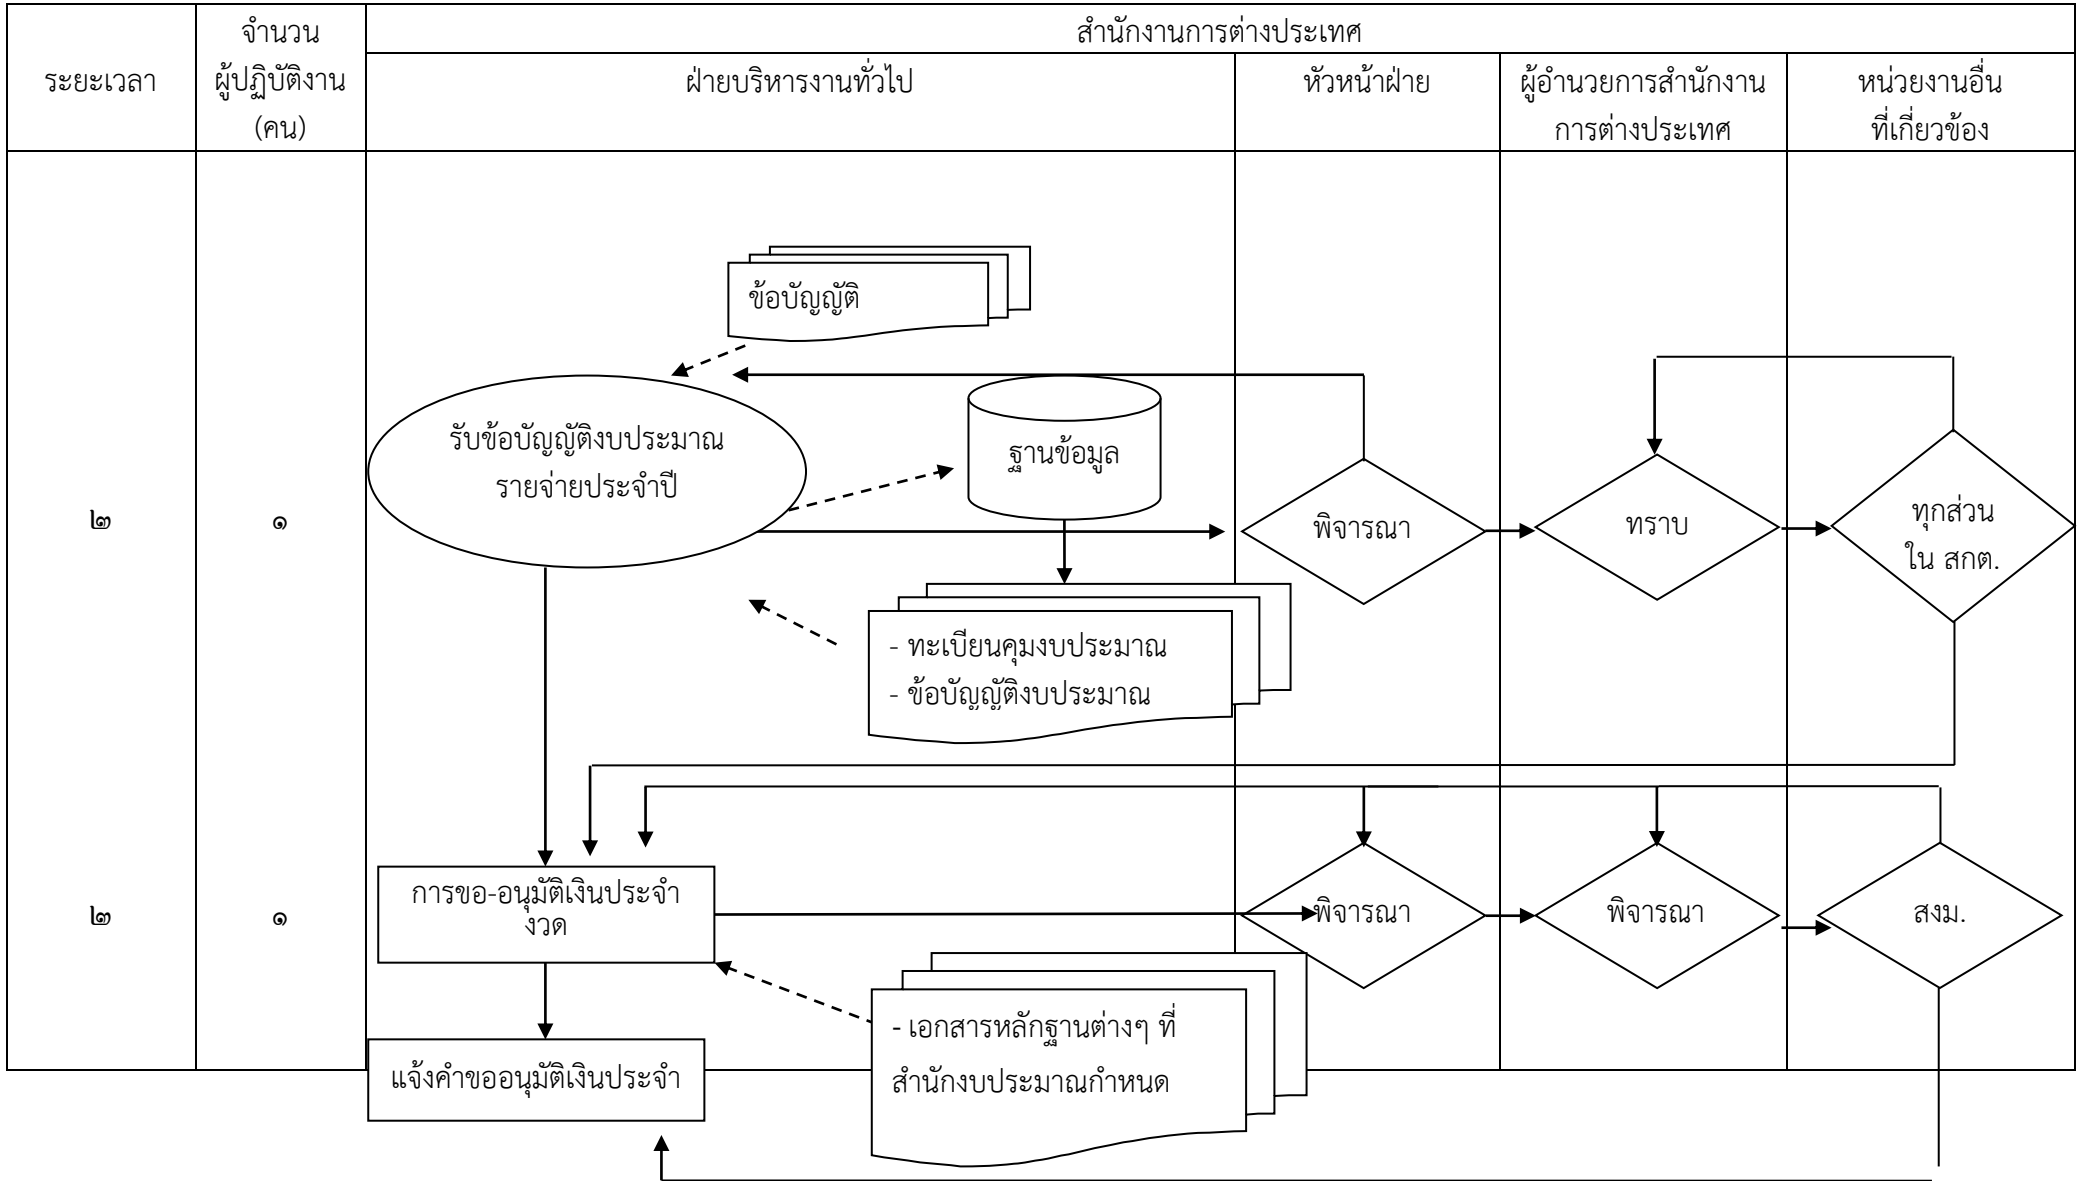 ระยะเวลา
จำนวน
ผู้ปฏิบัติงาน
(คน)
สำนักงานการต่างประเทศ
ฝ่ายบริหารงานทั่วไป
หัวหน้าฝ่าย
ผู้อำนวยการสำนักงาน
การต่างประเทศ
หน่วยงานอื่น
ที่เกี่ยวข้อง
ข้อบัญญัติ
รับข้อบัญญัติงบประมาณ
รายจ่ายประจำปี
ฐานข้อมูล
๒
๑
พิจารณา
ทราบ
ทุกส่วน
ใน สกต.
- ทะเบียนคุมงบประมาณ
- ข้อบัญญัติงบประมาณ
๒
๑
การขอ-อนุมัติเงินประจำ
งวด
พิจารณา
พิจารณา
สงม.
- เอกสารหลักฐานต่างๆ ที่
สำนักงบประมาณกำหนด
แจ้งคำขออนุมัติเงินประจำ